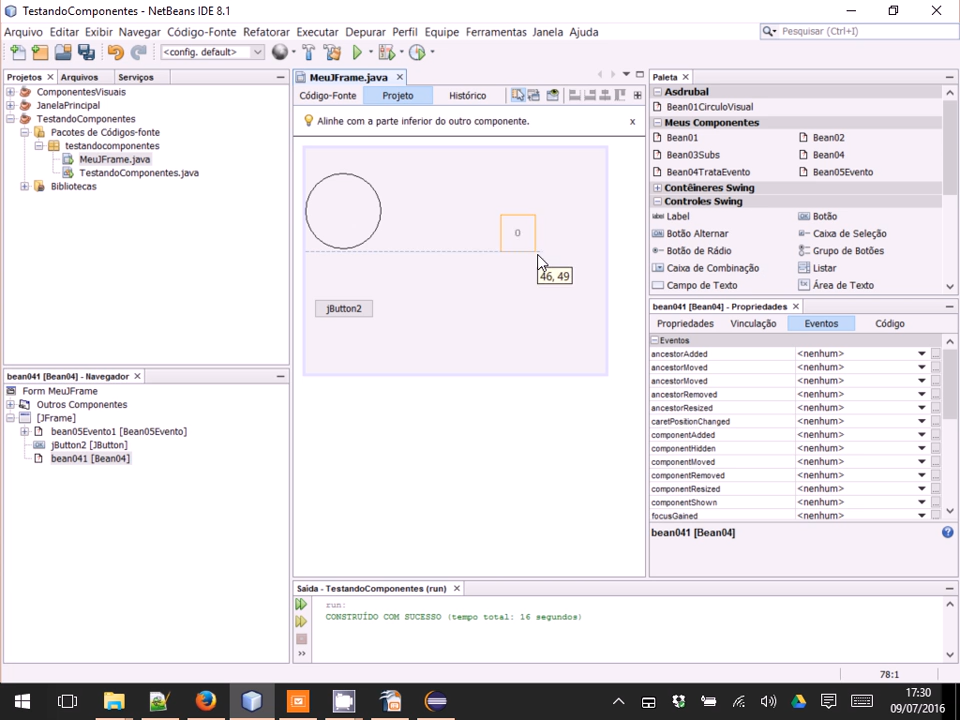 TestandoComponentes - NetBeans IDE 8.1
Arquivo Editar Exibir Navegar Código-Fonte Refatorar Executar Depurar Perfil Equipe Ferramentas Janela Ajuda
Pesquisar (Ctrl+I)
<config. default>
Projetos
Arquivos
Serviços
ComponentesVisuais
JanelaPrincipal
TestandoComponentes
Pacotes de Códigos-fonte
testandocomponentes
MeuJFrame.java
TestandoComponentes.java
Bibliotecas
bean041 [Bean04] - Navegador
Form MeuJFrame
Outros Componentes
[JFrame]
bean05Evento1 [Bean05Evento]
jButton2 [JButton]
bean041 [Bean04]
MeuJFrame.java
Código-Fonte Projeto Histórico
Alinhe com a parte inferior do outro componente. x
0
46, 49
jButton2
Saída - TestandoComponentes (run)
run:
CONSTRUÍDO COM SUCESSO (tempo total: 16 segundos)
Paleta
Asdrubal
Bean01CirculoVisual
Meus Componentes
Bean01 Bean02
Bean03Subs Bean04
Bean04TrataEvento Bean05Evento
Contêineres Swing
Controles Swing
Label Botão
Botão Alternar Caixa de Seleção
Botão de Rádio Grupo de Botões
Caixa de Combinação Listar
Campo de Texto Área de Texto
bean041 [Bean04] - Propriedades
Propriedades Vinculação Eventos Código
Eventos
ancestorAdded <nenhum>
ancestorMoved <nenhum>
ancestorMoved <nenhum>
ancestorRemoved <nenhum>
ancestorResized <nenhum>
caretPositionChanged <nenhum>
componentAdded <nenhum>
componentHidden <nenhum>
componentMoved <nenhum>
componentRemoved <nenhum>
componentResized <nenhum>
componentShown <nenhum>
focusGained <nenhum>
bean041 [Bean04]
78:1
17:30
09/07/2016